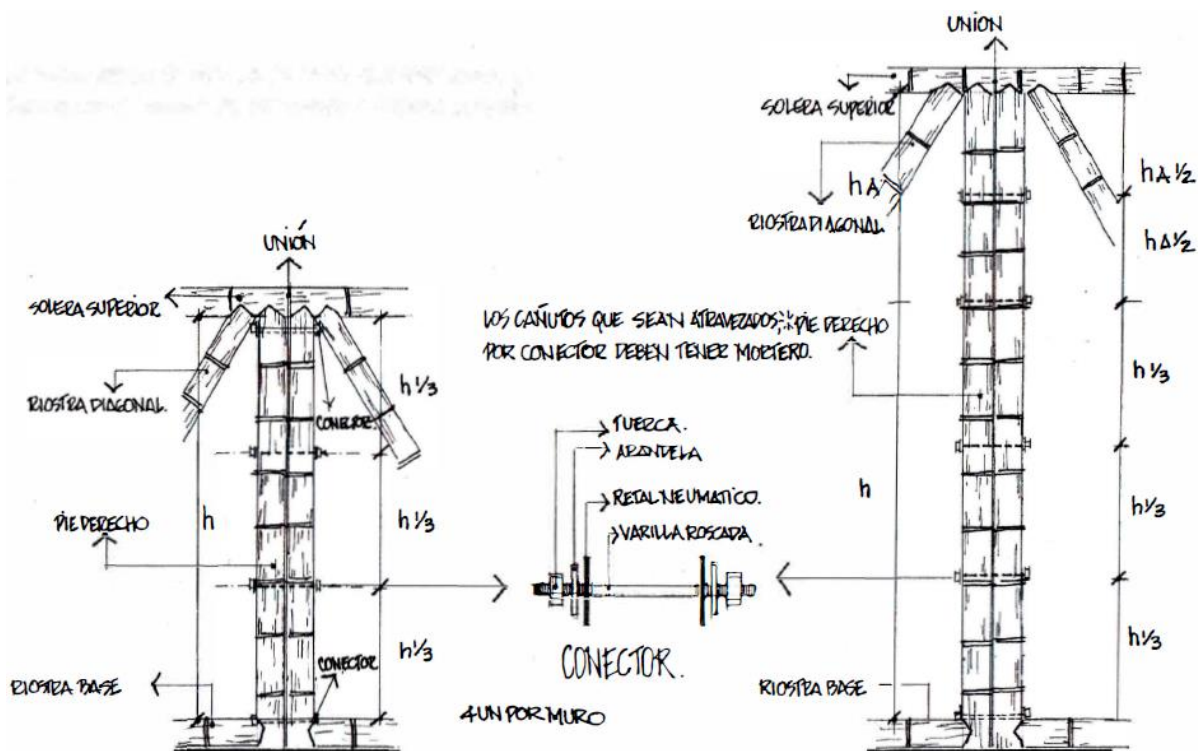 UNIÓN
SOLERA SUPERIOR
RIOSTRA DIAGONAL.
CONECTOR.
h 1/3
h
h 1/3
PIE DERECHO
h 1/3
CONECTOR
RIOSTRA BASE
4 UN POR MURO
LOS CAÑUTOS QUE SEAN ATRAVEZADOS
POR CONECTOR DEBEN TENER MORTERO.
TUERCA.
ARANDELA
RETAL NEUMATICO.
VARILLA ROSCADA
CONECTOR.
UNION
SOLERA SUPERIOR
hA
hA 1/2
RIOSTRA DIAGONAL
hA 1/2
PIE DERECHO
h 1/3
h
h 1/3
h 1/3
RIOSTRA BASE